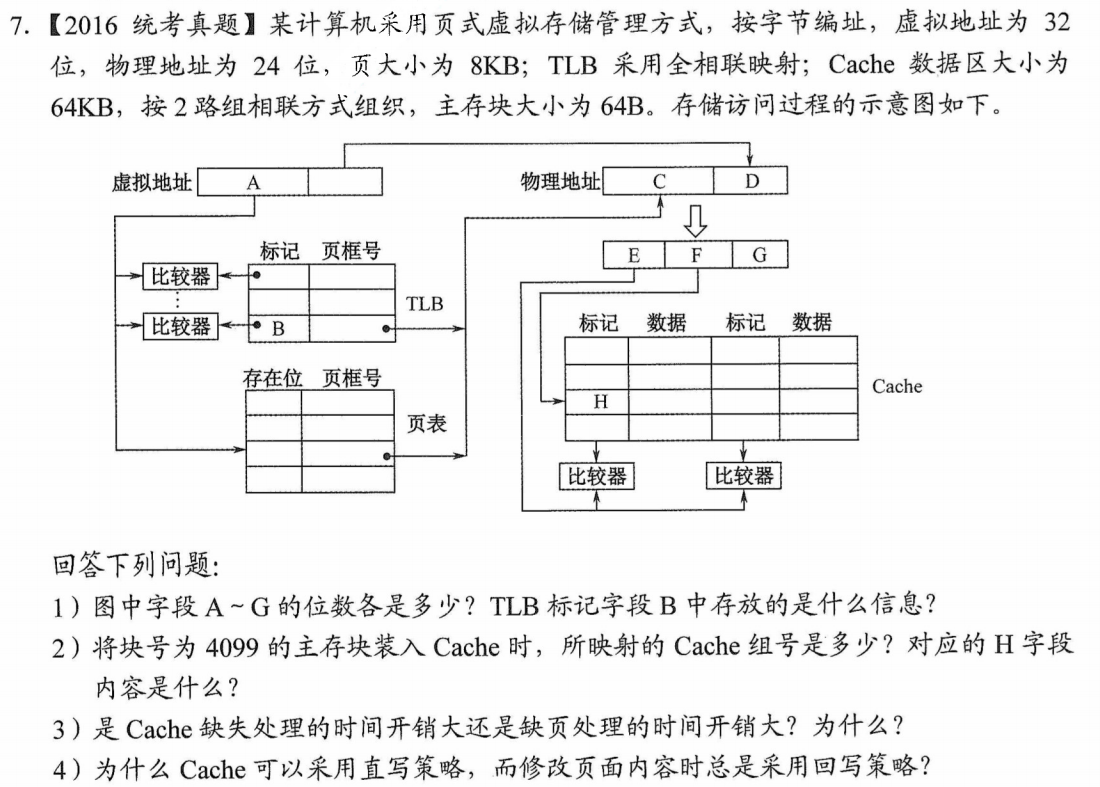 7.【2016 统考真题】某计算机采用页式虚拟存储管理方式，按字节编址，虚拟地址为 32
位，物理地址为 24 位，页大小为 8KB；TLB 采用全相联映射；Cache 数据区大小为
64KB，按 2 路组相联方式组织，主存块大小为 64B。存储访问过程的示意图如下。
虚拟地址 A
物理地址 C D
E F G
标记 页框号
比较器
比较器 B
TLB
存在位 页框号
页表
标记 数据 标记 数据
H
Cache
比较器 比较器
回答下列问题：
1）图中字段 A~G 的位数各是多少？TLB 标记字段 B 中存放的是什么信息？
2）将块号为 4099 的主存块装入 Cache 时，所映射的 Cache 组号是多少？对应的 H 字段
内容是什么？
3）是 Cache 缺失处理的时间开销大还是缺页处理的时间开销大？为什么？
4）为什么 Cache 可以采用直写策略，而修改页面内容时总是采用回写策略？